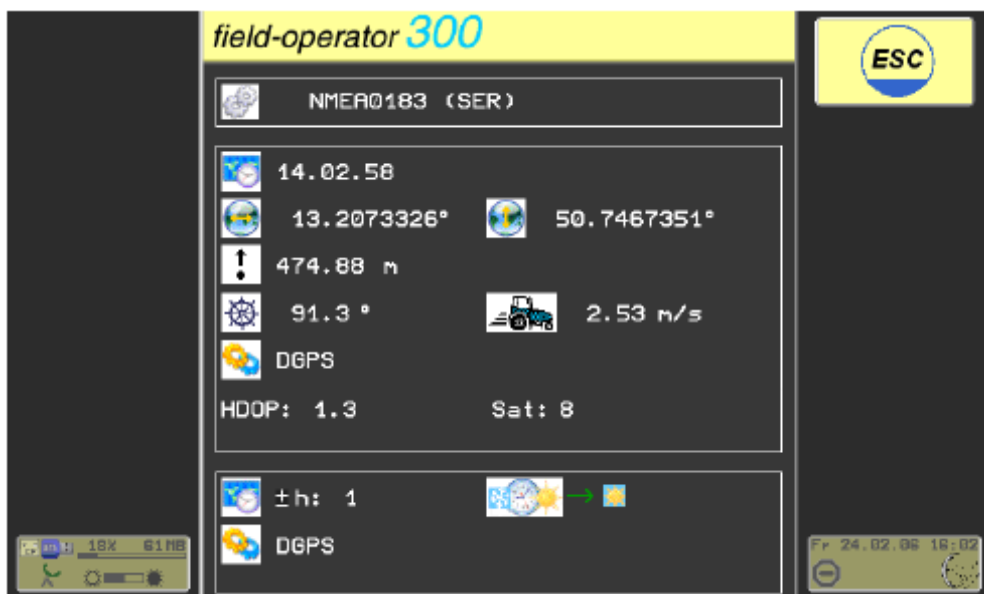 field-operator 300
ESC
NMEA0183 (SER)
14.02.58
13.2073326° 50.7467351°
474.88 m
91.3 ° 2.53 m/s
DGPS
HDOP: 1.3 Sat: 8
±h: 1
DGPS
18% 61MB
Fr 24.02.06 16:02